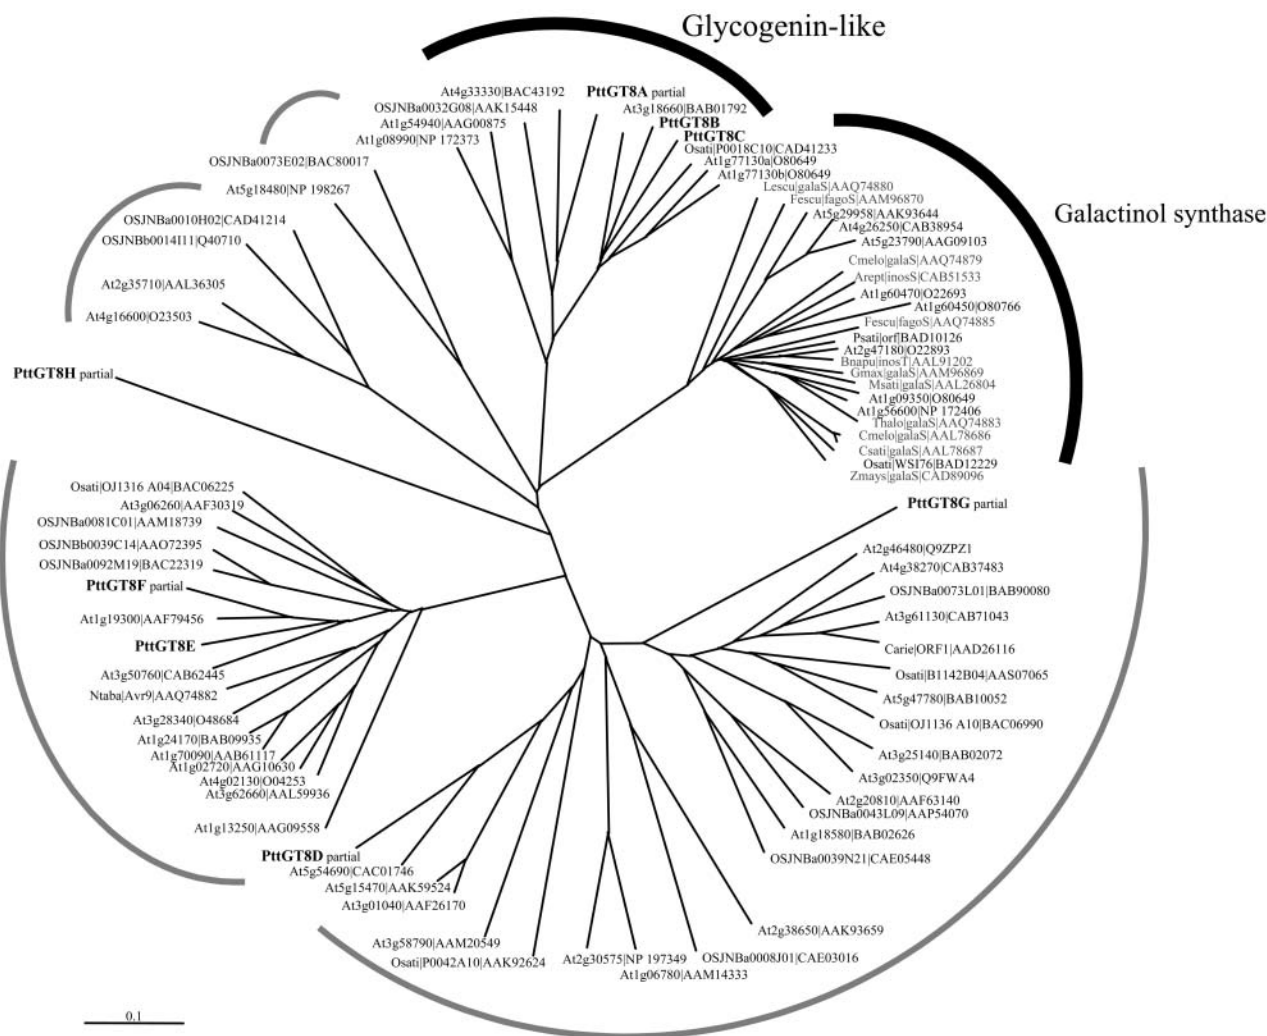 Glycogenin-like
At4g33330|BAC43192
PttGT8A partial
OSJNBa0032G08|AAK15448
At3g18660|BAB01792
At1g54940|AAG00875
PttGT8B
At1g08990|NP 172373
PttGT8C
Osati|P0018C10|CAD41233
OSJNBa0073E02|BAC80017
At1g77130a|O80649
At1g77130b|O80649
At5g18480|NP 198267
Lescu|galaS|AAQ74880
Fescu|fagoS|AAM96870
Galactinol synthase
At5g29958|AAK93644
OSJNBa0010H02|CAD41214
At4g26250|CAB38954
OSJNBb0014I11|Q40710
At5g23790|AAG09103
Cmelo|galaS|AAQ74879
Arept|inosS|CAB51533
At2g35710|AAL36305
At1g60470|O22693
At1g60450|O80766
At4g16600|O23503
Fescu|fagoS|AAQ74885
Psati|orf|BAD10126
At2g47180|O22893
Bnapu|inosT|AAL91202
PttGT8H partial
Gmax|galaS|AAM96869
Msati|galaS|AAL26804
At1g09350|O80649
At1g56600|NP 172406
Thalo|galaS|AAQ74883
Cmelo|galaS|AAL78686
Csati|galaS|AAL78687
Osati|WSI76|BAD12229
Zmays|galaS|CAD89096
Osati|OJ1316 A04|BAC06225
PttGT8G partial
At3g06260|AAF30319
OSJNBa0081C01|AAM18739
OSJNBb0039C14|AAO72395
At2g46480|Q9ZPZ1
OSJNBa0092M19|BAC22319
At4g38270|CAB37483
PttGT8F partial
OSJNBa0073L01|BAB90080
At1g19300|AAF79456
At3g61130|CAB71043
PttGT8E
Carie|ORF1|AAD26116
At3g50760|CAB62445
Osati|B1142B04|AAS07065
Ntaba|Avr9|AAQ74882
At5g47780|BAB10052
At3g28340|O48684
Osati|OJ1136 A10|BAC06990
At1g24170|BAB09935
At1g70090|AAB61117
At3g25140|BAB02072
At1g02720|AAG10630
At3g02350|Q9FWA4
At4g02130|O04253
At3g62660|AAL59936
At2g20810|AAF63140
OSJNBa0043L09|AAP54070
At1g13250|AAG09558
At1g18580|BAB02626
PttGT8D partial
OSJNBa0039N21|CAE05448
At5g54690|CAC01746
At5g15470|AAK59524
At3g01040|AAF26170
At2g38650|AAK93659
At3g58790|AAM20549
Osati|P0042A10|AAK92624
At2g30575|NP 197349
OSJNBa0008J01|CAE03016
At1g06780|AAM14333
0.1